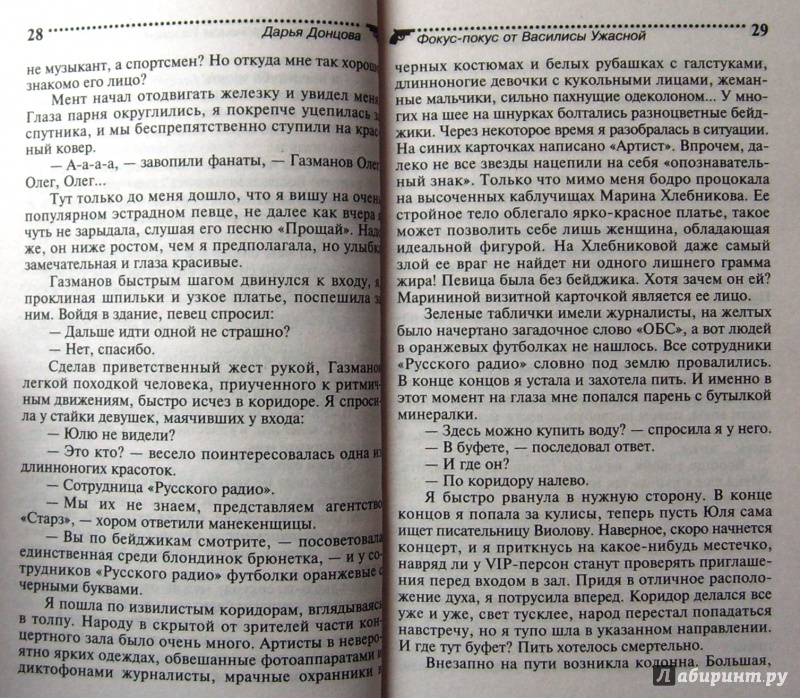 28 Дарья Донцова
не музыкант, а спортсмен? Но откуда мне так хорошо
знакомо его лицо?
Мент начал отодвигать железку и увидел меня.
Глаза парня округлились, я покрепче уцепилась за
спутника, и мы беспрепятственно ступили на крас-
ный ковер.
— А-а-а-а, — завопили фанаты, — Газманов Олег,
Олег, Олег...
Тут только до меня дошло, что я вишу на очень
популярном эстрадном певце, не далее как вчера я
чуть не зарыдала, слушая его песню «Прощай». Надо
же, он ниже ростом, чем я предполагала, но улыбка
замечательная и глаза красивые.
Газманов быстрым шагом двинулся к входу, я,
проклиная шпильки и узкое платье, поспешила за
ним. Войдя в здание, певец спросил:
— Дальше идти одной не страшно?
— Нет, спасибо.
Сделав приветственный жест рукой, Газманов
легкой походкой человека, приученного к ритмич-
ным движениям, быстро исчез в коридоре. Я спроси-
ла у стайки девушек, маячивших у входа:
— Юлю не видели?
— Это кто? — весело поинтересовалась одна из
длинноногих красоток.
— Сотрудница «Русского радио».
— Мы их не знаем, представляем агентство
«Старз», — хором ответили манекенщицы.
— Вы по бейджикам смотрите, — посоветовала
единственная среди блондинок брюнетка, — и у со-
трудников «Русского радио» футболки оранжевые с
черными буквами.
Я пошла по извилистым коридорам, вглядываясь
в толпу. Народу в скрытой от зрителей части кон-
цертного зала было очень много. Артисты в неверо-
ятно ярких одеждах, обвешанные фотоаппаратами и
диктофонами журналисты, мрачные охранники в
Фокус-покус от Василисы Ужасной 29
черных костюмах и белых рубашках с галстуками,
длинноногие девочки с кукольными лицами, жеман-
ные мальчики, сильно пахнущие одеколоном... У мно-
гих на шее на шнурках болтались разноцветные бейд-
жики. Через некоторое время я разобралась в ситуации.
На синих карточках написано «Артист». Впрочем, да-
леко не все звезды нацепили на себя «опознаватель-
ный знак». Только что мимо меня бодро процокала
на высоченных каблучищах Марина Хлебникова. Ее
стройное тело облегало ярко-красное платье, такое
может позволить себе лишь женщина, обладающая
идеальной фигурой. На Хлебниковой даже самый
злой ее враг не найдет ни одного лишнего грамма
жира! Певица была без бейджика. Хотя зачем он ей?
Марининой визитной карточкой является ее лицо.
Зеленые таблички имели журналисты, на желтых
было начертано загадочное слово «ОБС», а вот людей
в оранжевых футболках не нашлось. Все сотрудники
«Русского радио» словно под землю провалились.
В конце концов я устала и захотела пить. И именно в
этот момент на глаза мне попался парень с бутылкой
минералки.
— Здесь можно купить воду? — спросила я у него.
— В буфете, — последовал ответ.
— И где он?
— По коридору налево.
Я быстро рванула в нужную сторону. В конце
концов я попала за кулисы, теперь пусть Юля сама
ищет писательницу Виолову. Наверное, скоро начнется
концерт, и я приткнусь на какое-нибудь местечко,
навряд ли у VIP-персон станут проверять приглаше-
ния перед входом в зал. Придя в отличное располо-
жение духа, я потрусила вперед. Коридор делался все
уже и уже, свет тусклее, народ перестал попадаться
навстречу, но я тупо шла в указанном направлении.
И где тут буфет? Пить хотелось смертельно.
Внезапно на пути возникла колонна. Большая,
Лабиринт.ру